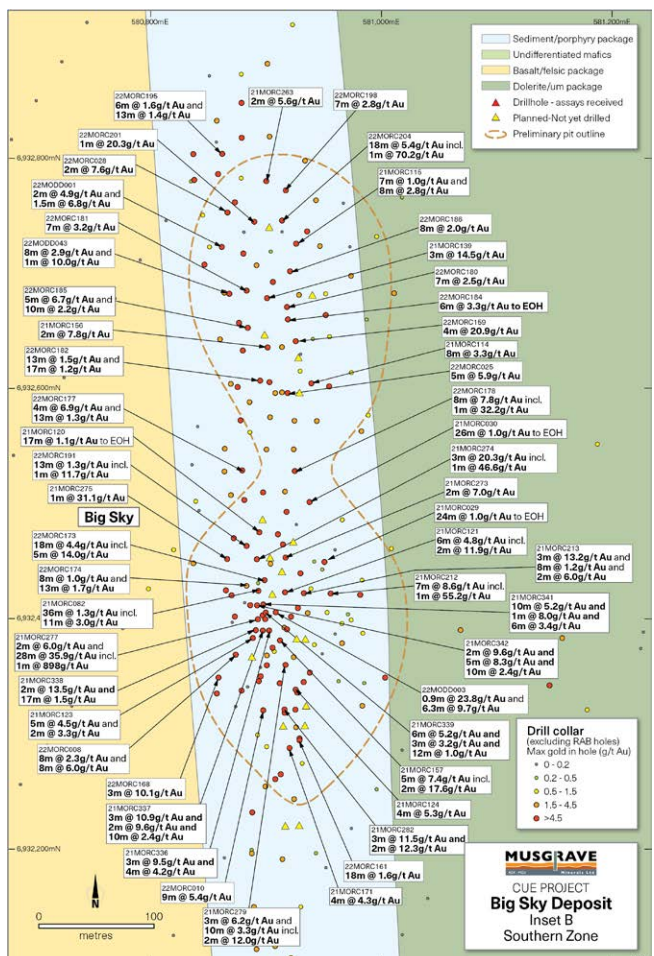 580,800mE
581,000mE
581,200mE
Sediment/porphyry package
Undifferentiated mafics
Basalt/felsic package
Dolerite/um package
Drillhole - assays received
Planned-Not yet drilled
Preliminary pit outline
22MORC195
6m @ 1.6g/t Au and
13m @ 1.4g/t Au
21MORC263
2m @ 5.6g/t Au
22MORC198
7m @ 2.8g/t Au
22MORC201
1m @ 20.3g/t Au
22MORC204
18m @ 5.4g/t Au incl.
1m @ 70.2g/t Au
6,932,800mN
22MORC028
2m @ 7.6g/t Au
21MORC115
7m @ 1.0g/t Au and
8m @ 2.8g/t Au
22MODD001
2m @ 4.9g/t Au and
1.5m @ 6.8g/t Au
22MORC181
7m @ 3.2g/t Au
22MORC186
8m @ 2.0g/t Au
22MODD043
8m @ 2.9g/t Au and
1m @ 10.0g/t Au
21MORC139
3m @ 14.5g/t Au
22MORC180
7m @ 2.5g/t Au
22MORC185
5m @ 6.7g/t Au and
10m @ 2.2g/t Au
22MORC184
6m @ 3.3g/t Au to EOH
21MORC156
2m @ 7.8g/t Au
22MORC159
4m @ 20.9g/t Au
22MORC182
13m @ 1.5g/t Au and
17m @ 1.2g/t Au
21MORC114
8m @ 3.3g/t Au
22MORC025
5m @ 5.9g/t Au
6,932,600mN
22MORC177
4m @ 6.9g/t Au and
13m @ 1.3g/t Au
22MORC178
8m @ 7.8g/t Au incl.
1m @ 32.2g/t Au
21MORC120
17m @ 1.1g/t Au to EOH
21MORC030
26m @ 1.0g/t Au to EOH
22MORC191
13m @ 1.3g/t Au incl.
1m @ 11.7g/t Au
21MORC274
3m @ 20.3g/t Au incl.
1m @ 46.6g/t Au
21MORC275
1m @ 31.1g/t Au
21MORC273
2m @ 7.0g/t Au
Big Sky
21MORC029
24m @ 1.0g/t Au to EOH
22MORC173
18m @ 4.4g/t Au incl.
5m @ 14.0g/t Au
21MORC121
6m @ 4.8g/t Au incl.
2m @ 11.9g/t Au
21MORC213
3m @ 13.2g/t Au and
8m @ 1.2g/t Au and
2m @ 6.0g/t Au
22MORC174
8m @ 1.0g/t Au and
13m @ 1.7g/t Au
21MORC212
7m @ 8.6g/t Au incl.
1m @ 55.2g/t Au
21MORC082
36m @ 1.3g/t Au incl.
11m @ 3.0g/t Au
21MORC341
10m @ 5.2g/t Au and
1m @ 8.0g/t Au and
6m @ 3.4g/t Au
6,932,4
21MORC277
2m @ 6.0g/t Au and
28m @ 35.9g/t Au incl.
1m @ 898g/t Au
21MORC342
2m @ 9.6g/t Au and
5m @ 8.3g/t Au and
10m @ 2.4g/t Au
21MORC338
2m @ 13.5g/t Au and
17m @ 1.5g/t Au
22MODD003
0.9m @ 23.8g/t Au and
6.3m @ 9.7g/t Au
21MORC123
5m @ 4.5g/t Au and
2m @ 3.3g/t Au
21MORC339
6m @ 5.2g/t Au and
3m @ 3.2g/t Au and
12m @ 1.0g/t Au
22MORC008
8m @ 2.3g/t Au and
8m @ 6.0g/t Au
21MORC157
5m @ 7.4g/t Au incl.
2m @ 17.6g/t Au
22MORC168
3m @ 10.1g/t Au
21MORC124
4m @ 5.3g/t Au
21MORC337
3m @ 10.9g/t Au and
2m @ 9.6g/t Au and
10m @ 2.4g/t Au
21MORC282
3m @ 11.5g/t Au and
2m @ 12.3g/t Au
6,932,200mN
21MORC336
3m @ 9.5g/t Au and
4m @ 4.2g/t Au
22MORC161
18m @ 1.6g/t Au
22MORC010
9m @ 5.4g/t Au
21MORC171
4m @ 4.3g/t Au
21MORC279
3m @ 6.2g/t Au and
10m @ 3.3g/t Au incl.
2m @ 12.0g/t Au
Drill collar
(excluding RAB holes)
Max gold in hole (g/t Au)
0 - 0.2
0.2 - 0.5
0.5 - 1.5
1.5 - 4.5
>4.5
N
0
100
metres
MUSGRAVE
Minerals Ltd
CUE PROJECT
Big Sky Deposit
Inset B
Southern Zone